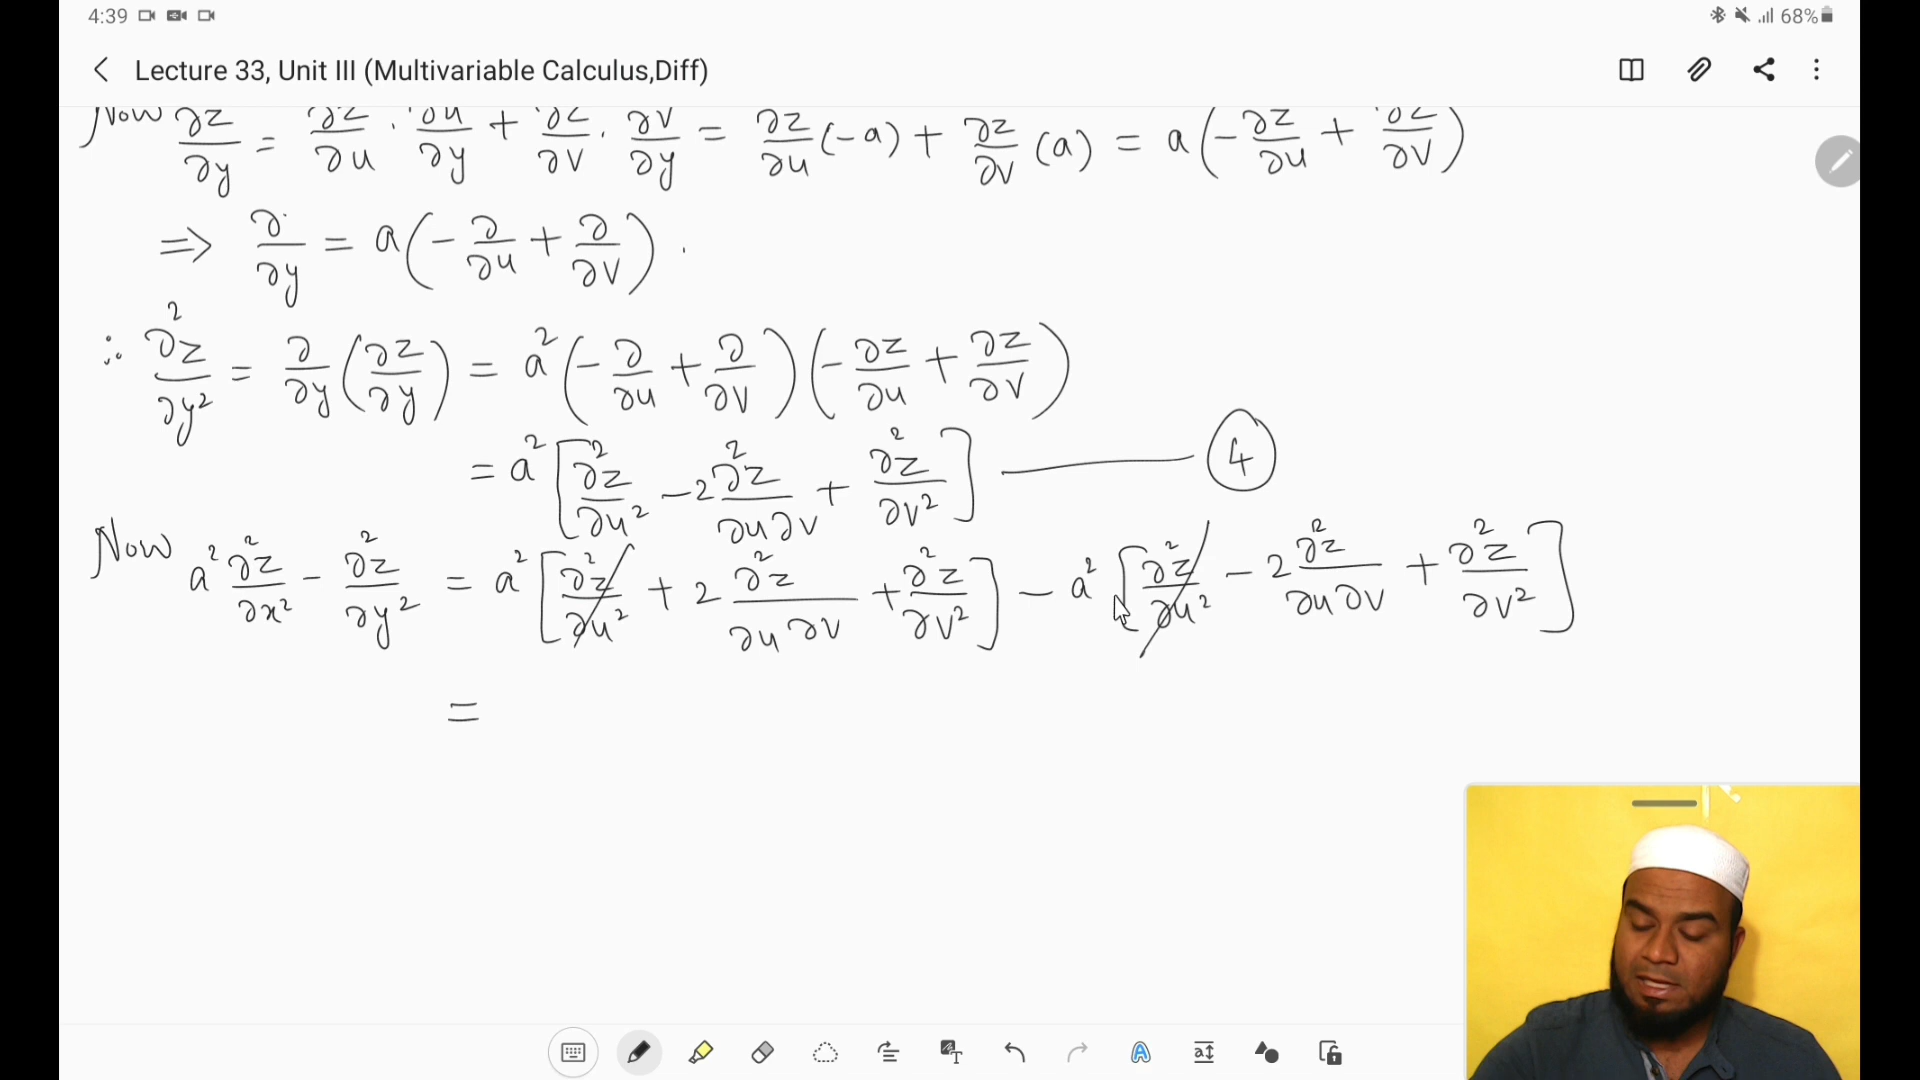 4:39 68%
Lecture 33, Unit III (Multivariable Calculus,Diff)
Now ∂z/∂y = ∂z/∂u · ∂u/∂y + ∂z/∂v · ∂v/∂y = ∂z/∂u (-a) + ∂z/∂v (a) = a(-∂z/∂u + ∂z/∂v)
⇒ ∂/∂y = a(-∂/∂u + ∂/∂v).
∴ ∂²z/∂y² = ∂/∂y (∂z/∂y) = a²(-∂/∂u + ∂/∂v)(-∂z/∂u + ∂z/∂v)
= a²[∂²z/∂u² - 2∂²z/∂u∂v + ∂²z/∂v²] —— 4
Now a² ∂²z/∂x² - ∂²z/∂y² = a²[∂²z/∂u² + 2 ∂²z/∂u∂v + ∂²z/∂v²] - a²[∂²z/∂u² - 2 ∂²z/∂u∂v + ∂²z/∂v²]
=